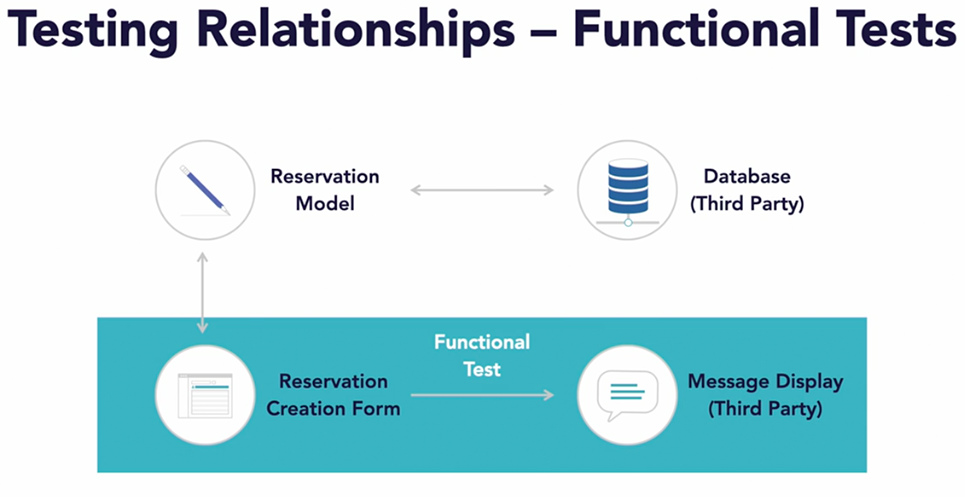 Testing Relationships – Functional Tests
Reservation
Model
Database
(Third Party)
Functional
Test
Reservation
Creation Form
Message Display
(Third Party)